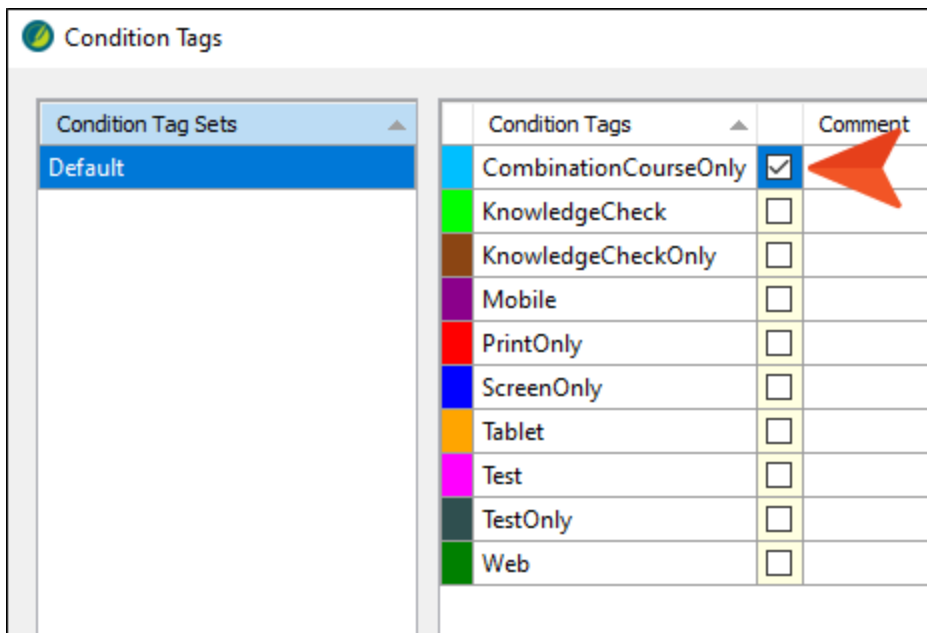 Condition Tags
Condition Tag Sets
Default
Condition Tags Comment
CombinationCourseOnly
KnowledgeCheck
KnowledgeCheckOnly
Mobile
PrintOnly
ScreenOnly
Tablet
Test
TestOnly
Web